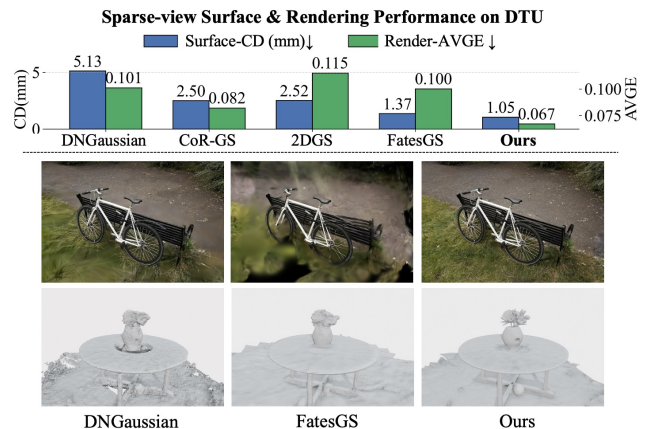 Sparse-view Surface & Rendering Performance on DTU
Surface-CD (mm)↓ Render-AVGE ↓
CD(mm)
5
0
5.13 0.101
2.50 0.082
2.52 0.115
1.37 0.100
1.05 0.067
0.100
0.075
AVGE
DNGaussian CoR-GS 2DGS FatesGS Ours
DNGaussian FatesGS Ours